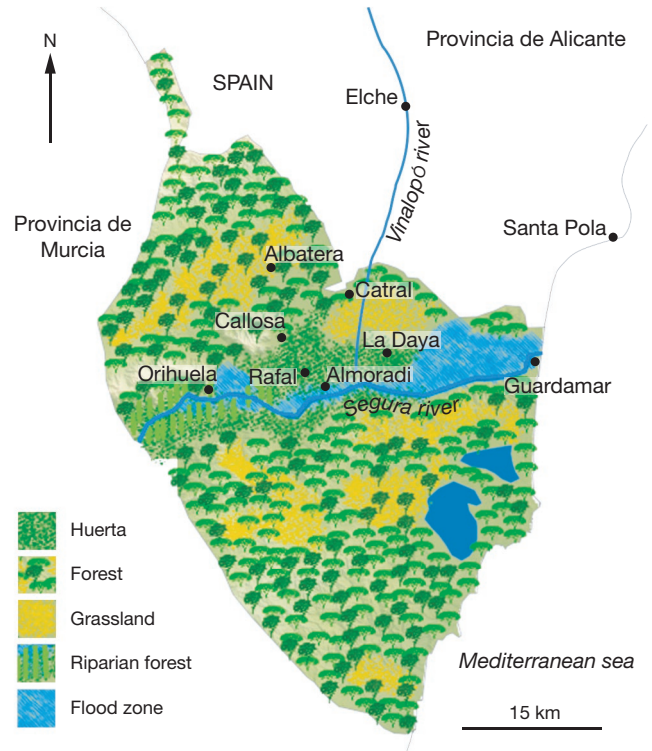 N
SPAIN
Provincia de Alicante
Elche
Vinalopó river
Provincia de
Murcia
Santa Pola
Albatera
Catral
Callosa
La Daya
Orihuela
Rafal
Almoradi
Guardamar
Segura river
Huerta
Forest
Grassland
Riparian forest
Flood zone
Mediterranean sea
15 km